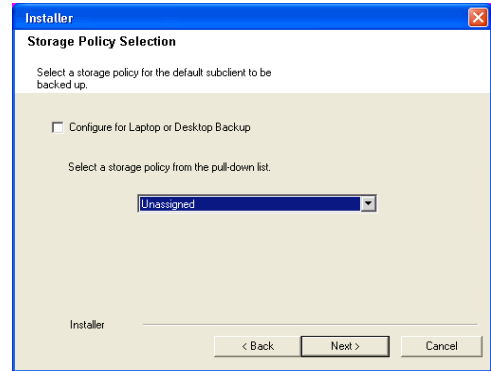 Installer
Storage Policy Selection
Select a storage policy for the default subclient to be
backed up.
Configure for Laptop or Desktop Backup
Select a storage policy from the pull-down list.
Unassigned
Installer
< Back
Next >
Cancel